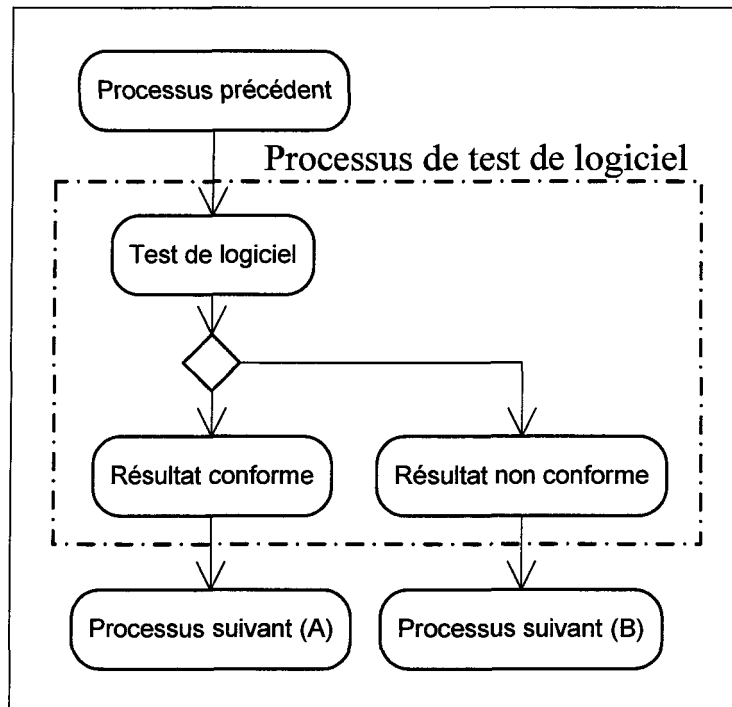 Processus précédent
Processus de test de logiciel
Test de logiciel
Résultat conforme
Résultat non conforme
Processus suivant (A)
Processus suivant (B)